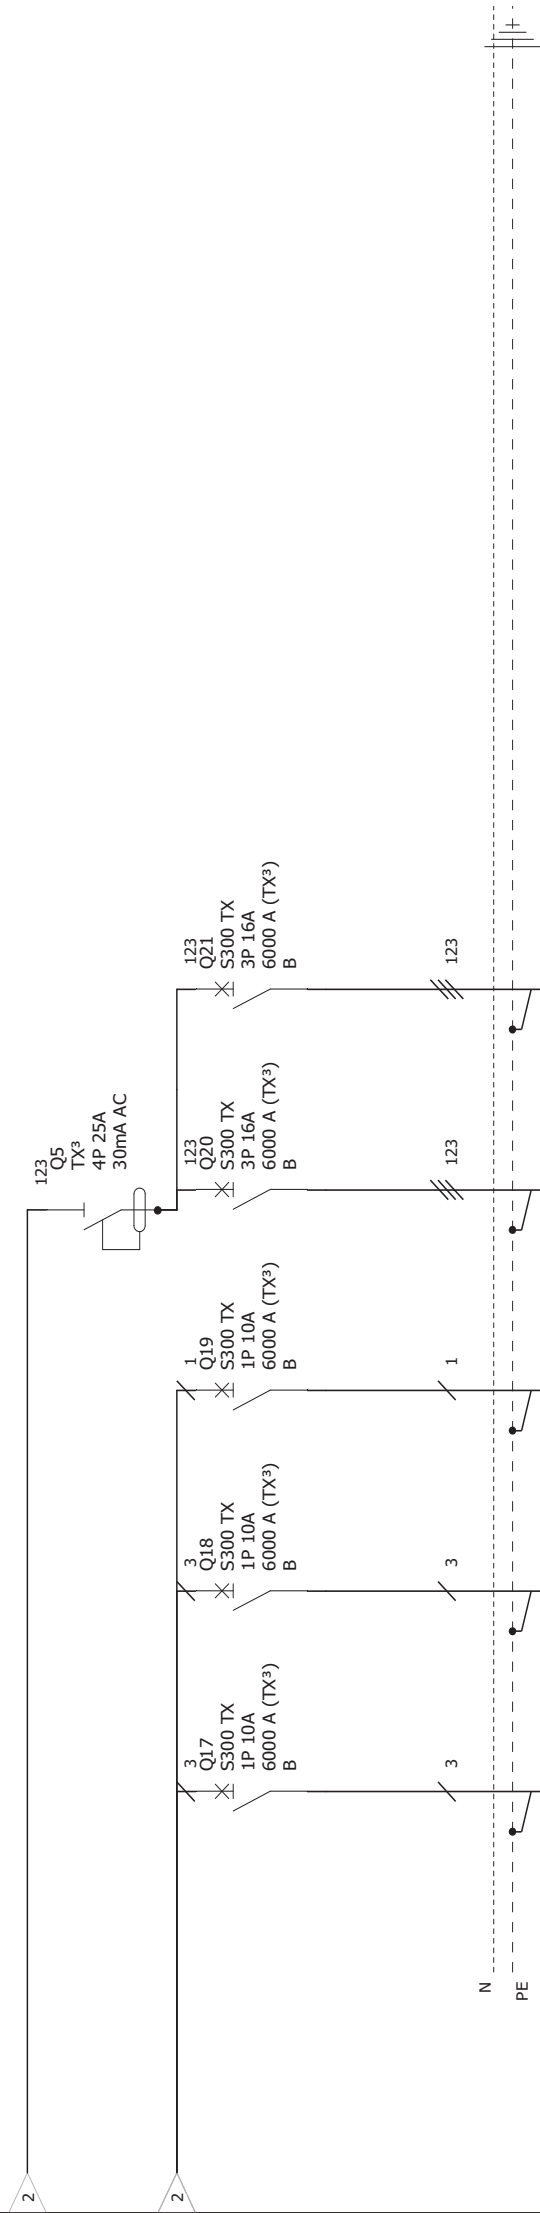 2
2
123
Q5
TX³
4P 25A
30mA AC
3
Q17
S300 TX
1P 10A
6000 A (TX³)
B
3
Q18
S300 TX
1P 10A
6000 A (TX³)
B
1
Q19
S300 TX
1P 10A
6000 A (TX³)
B
123
Q20
S300 TX
3P 16A
6000 A (TX³)
B
123
Q21
S300 TX
3P 16A
6000 A (TX³)
B
3
3
1
123
123
N
PE